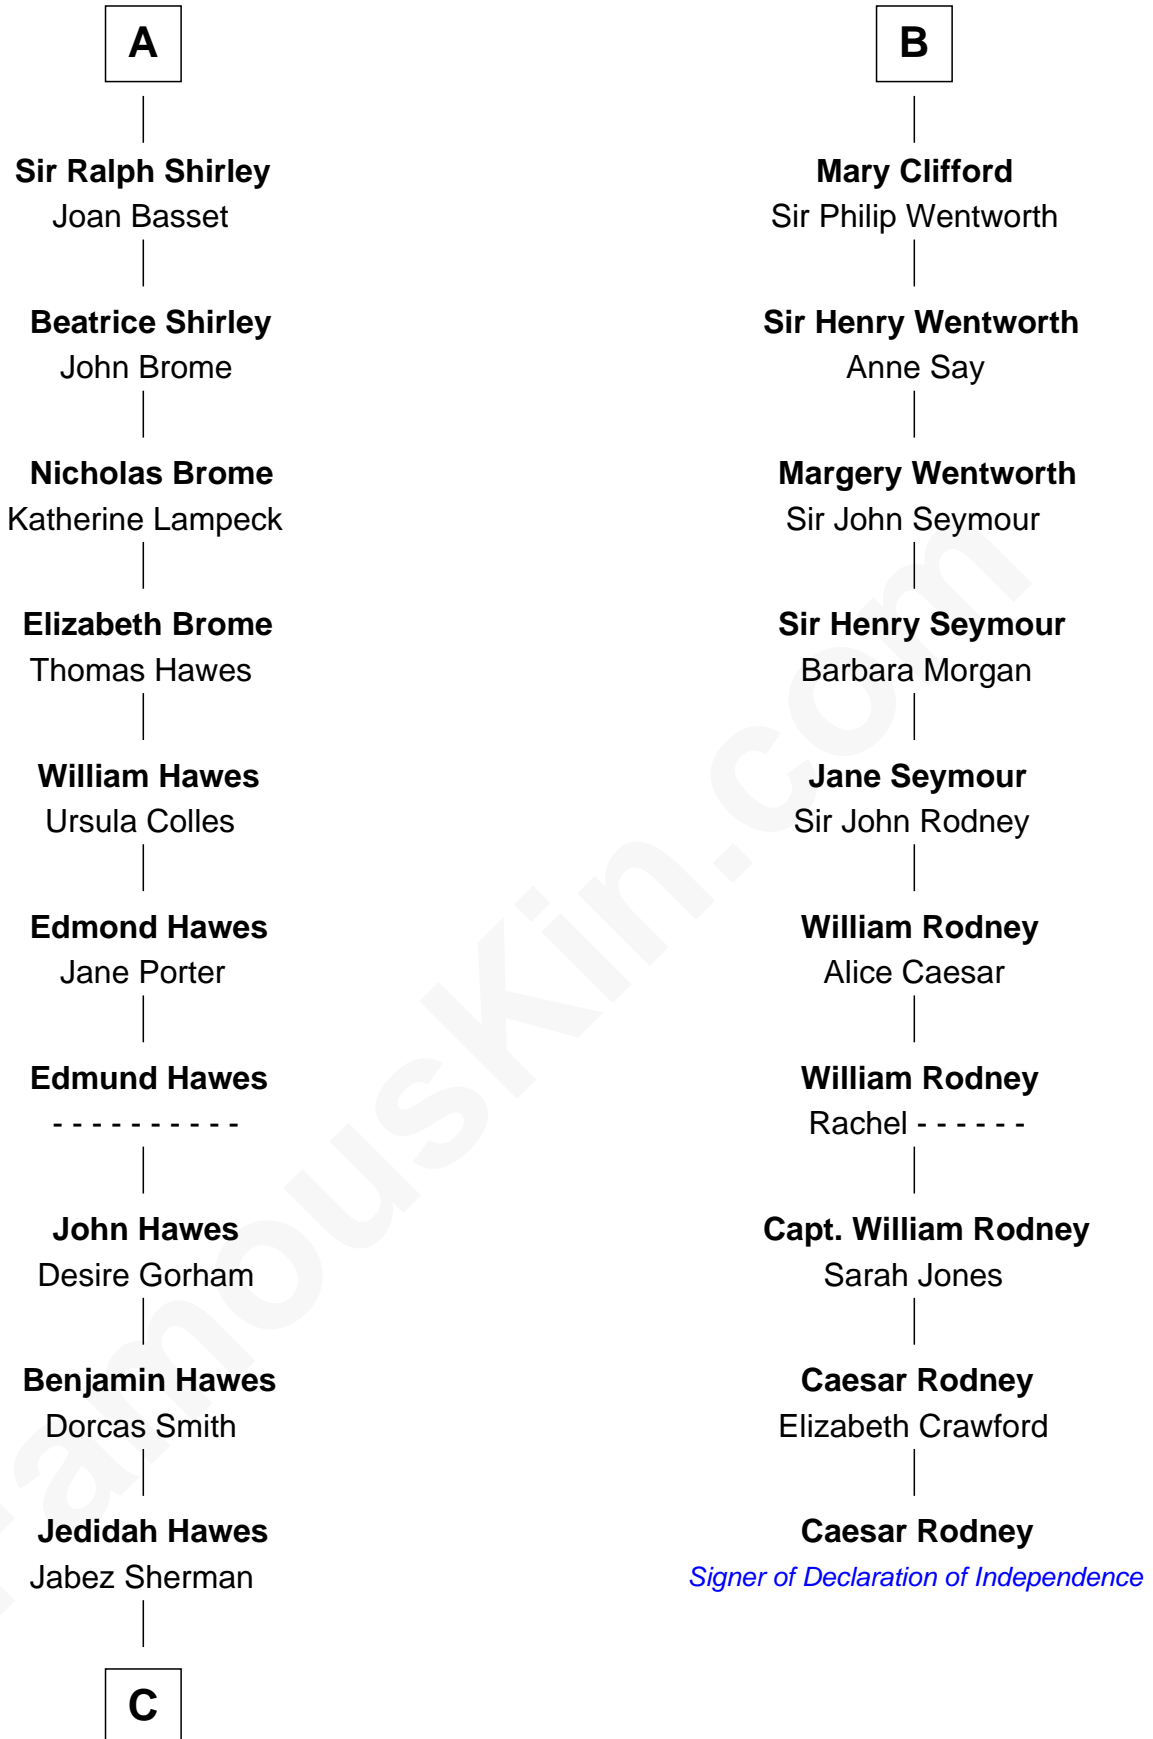 A
Sir Ralph Shirley
Joan Basset
Beatrice Shirley
John Brome
Nicholas Brome
Katherine Lampeck
Elizabeth Brome
Thomas Hawes
William Hawes
Ursula Colles
Edmond Hawes
Jane Porter
Edmund Hawes
- - - - - - - - - -
John Hawes
Desire Gorham
Benjamin Hawes
Dorcas Smith
Jedidah Hawes
Jabez Sherman
C
B
Mary Clifford
Sir Philip Wentworth
Sir Henry Wentworth
Anne Say
Margery Wentworth
Sir John Seymour
Sir Henry Seymour
Barbara Morgan
Jane Seymour
Sir John Rodney
William Rodney
Alice Caesar
William Rodney
Rachel - - - - - -
Capt. William Rodney
Sarah Jones
Caesar Rodney
Elizabeth Crawford
Caesar Rodney
Signer of Declaration of Independence
FamousKin.com